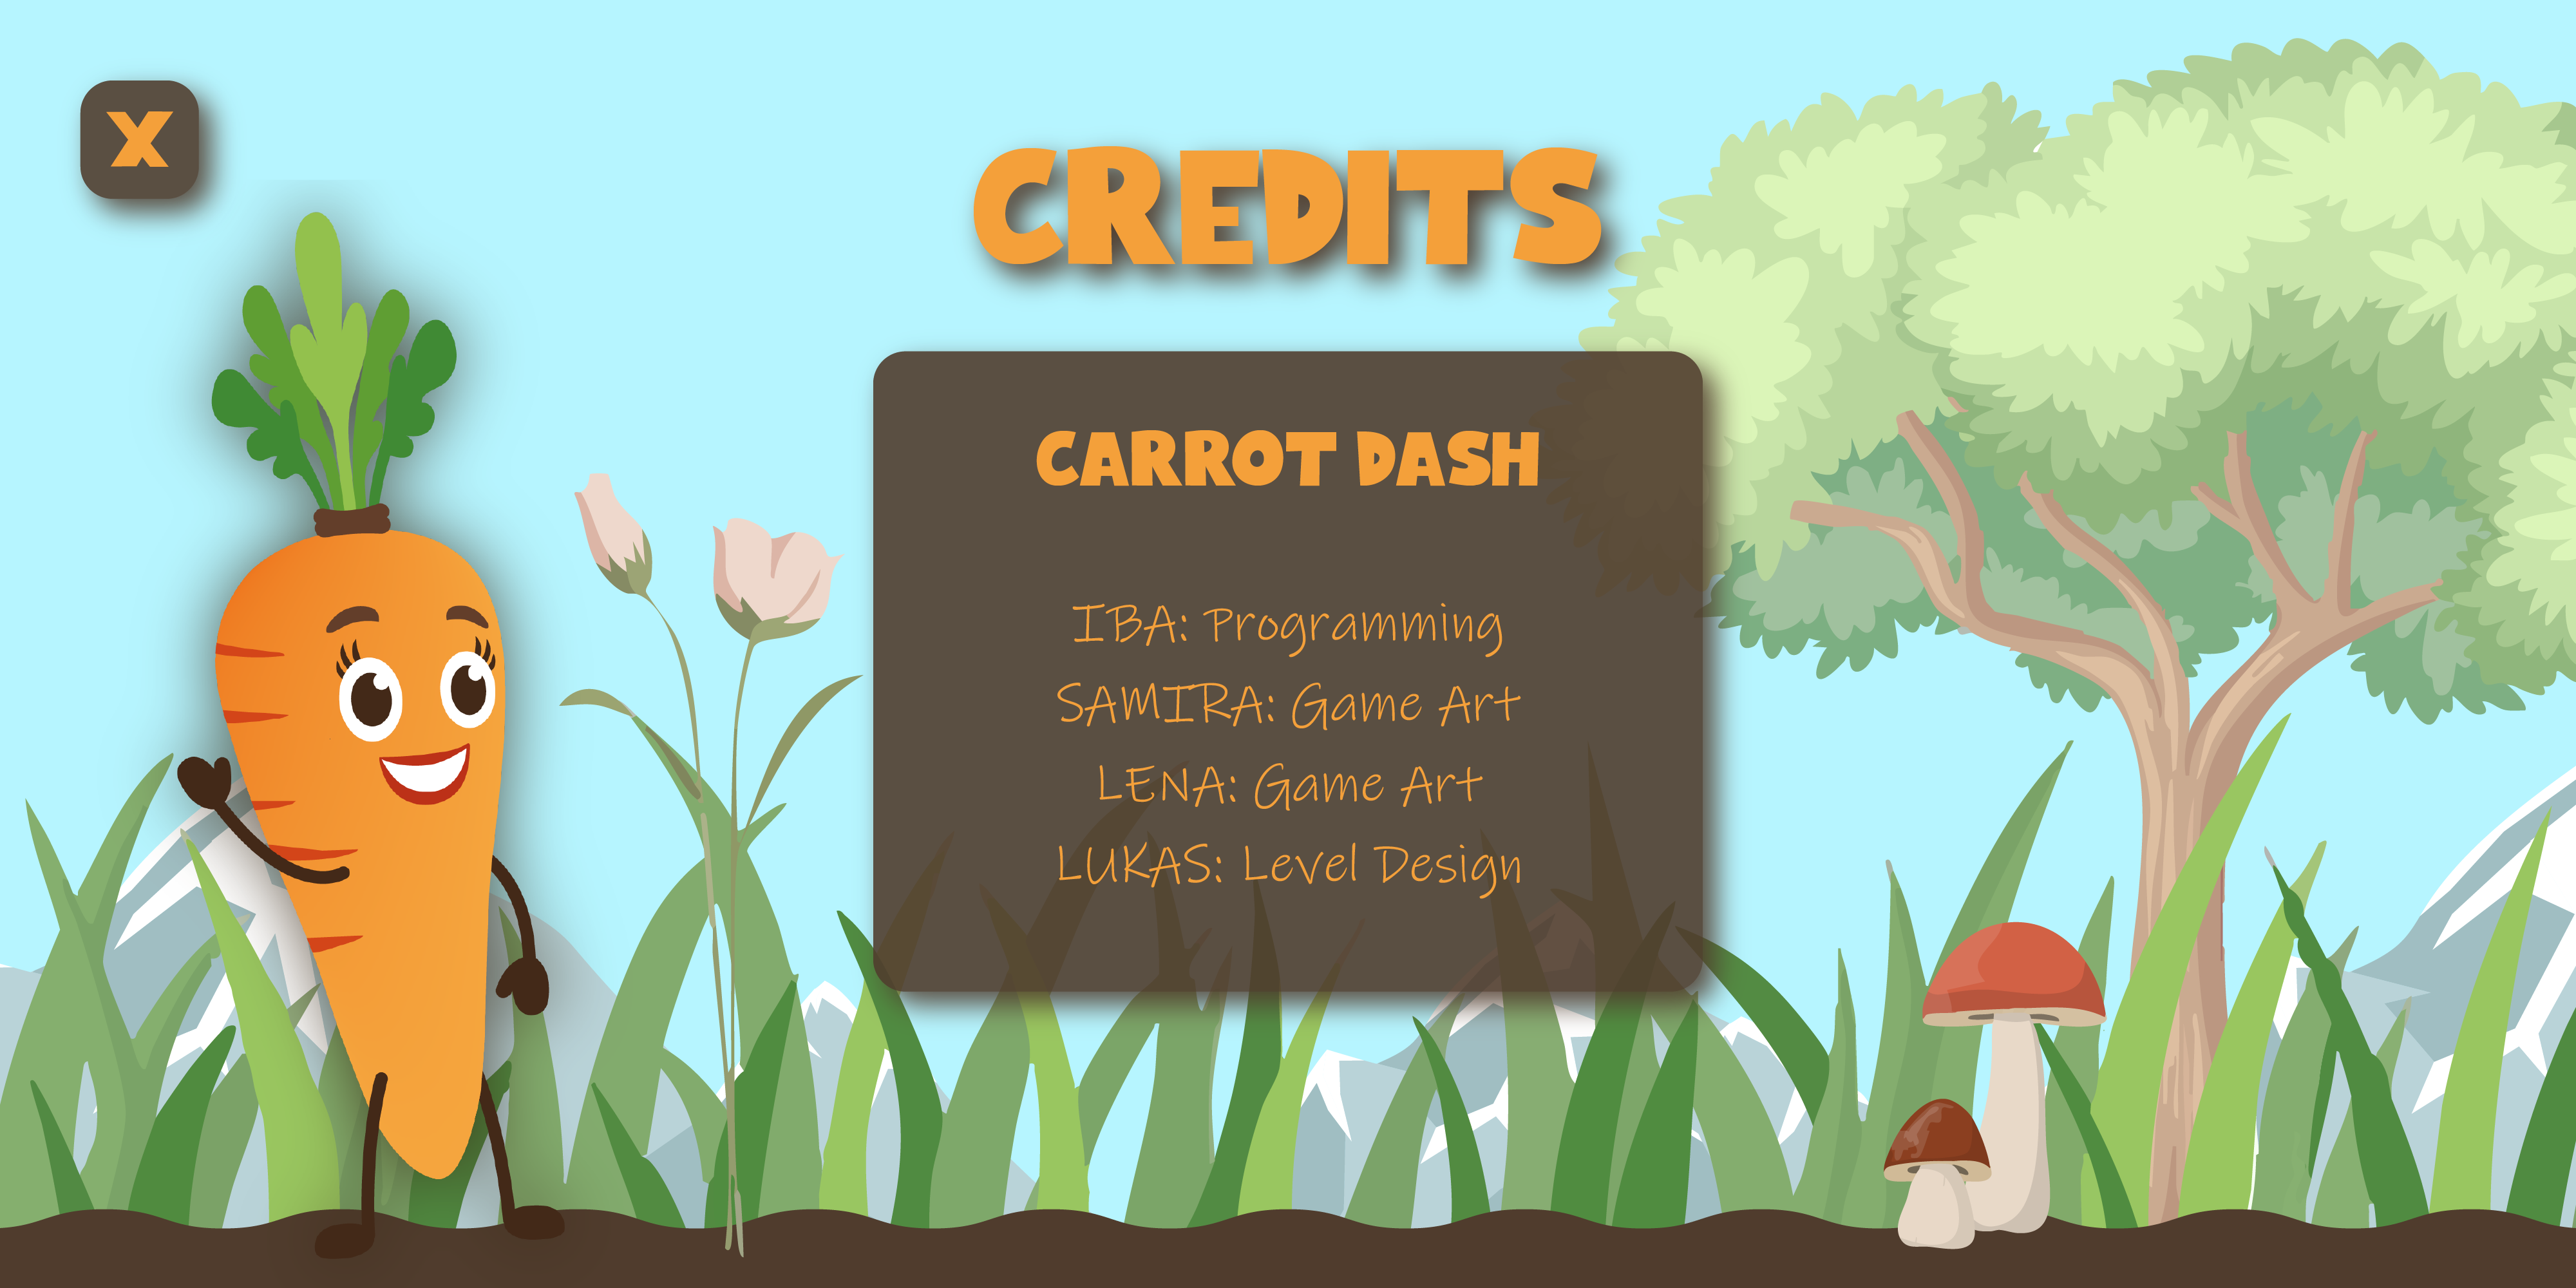 X
CREDITS
CARROT DASH
IBA: Programming
SAMIRA: Game Art
LENA: Game Art
LUKAS: Level Design